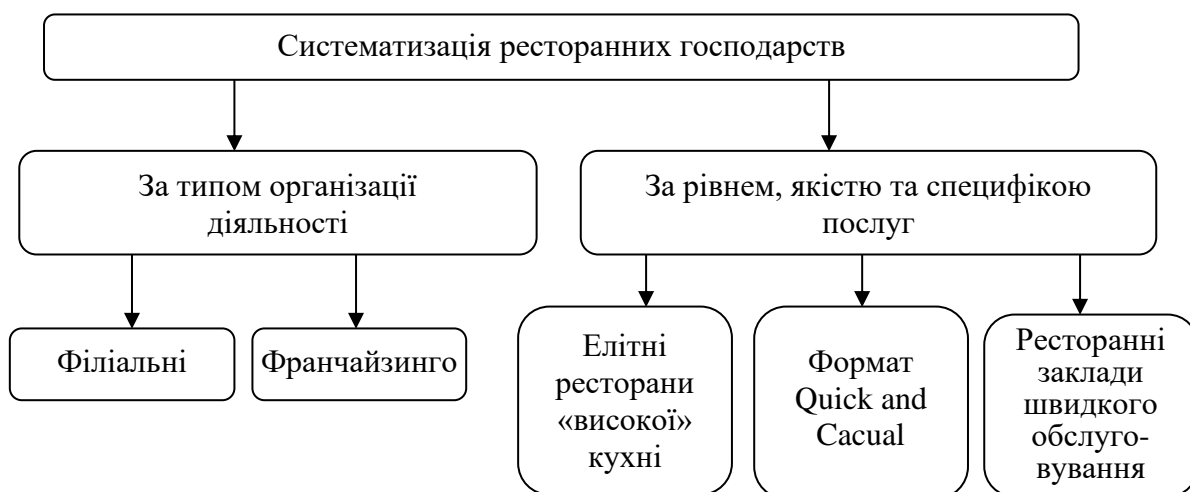 Систематизація ресторанних господарств
За типом організації
діяльності
За рівнем, якістю та специфікою
послуг
Філіальні
Франчайзинго
Елітні
ресторани
«високої»
кухні
Формат
Quick and
Cacual
Ресторанні
заклади
швидкого
обслуго-
вування